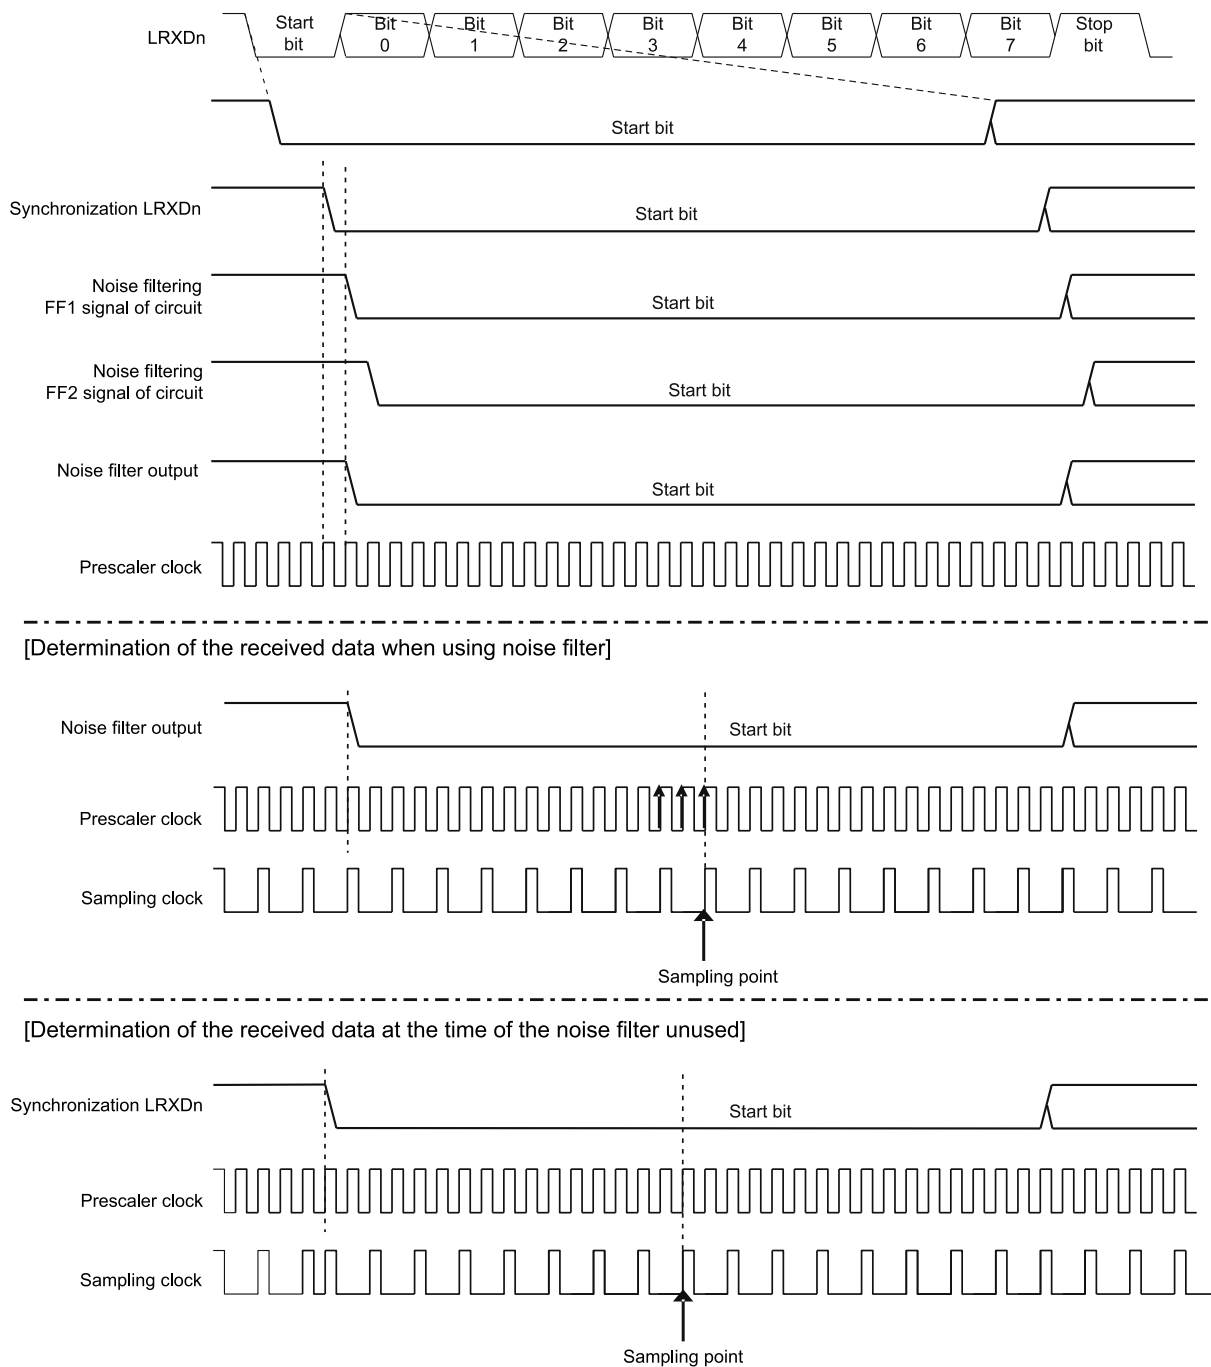 LRXDn
Start bit
Bit 0
Bit 1
Bit 2
Bit 3
Bit 4
Bit 5
Bit 6
Bit 7
Stop bit
Start bit
Synchronization LRXDn
Start bit
Noise filtering
FF1 signal of circuit
Start bit
Noise filtering
FF2 signal of circuit
Start bit
Noise filter output
Start bit
Prescaler clock
[Determination of the received data when using noise filter]
Noise filter output
Start bit
Prescaler clock
Sampling clock
Sampling point
[Determination of the received data at the time of the noise filter unused]
Synchronization LRXDn
Start bit
Prescaler clock
Sampling clock
Sampling point